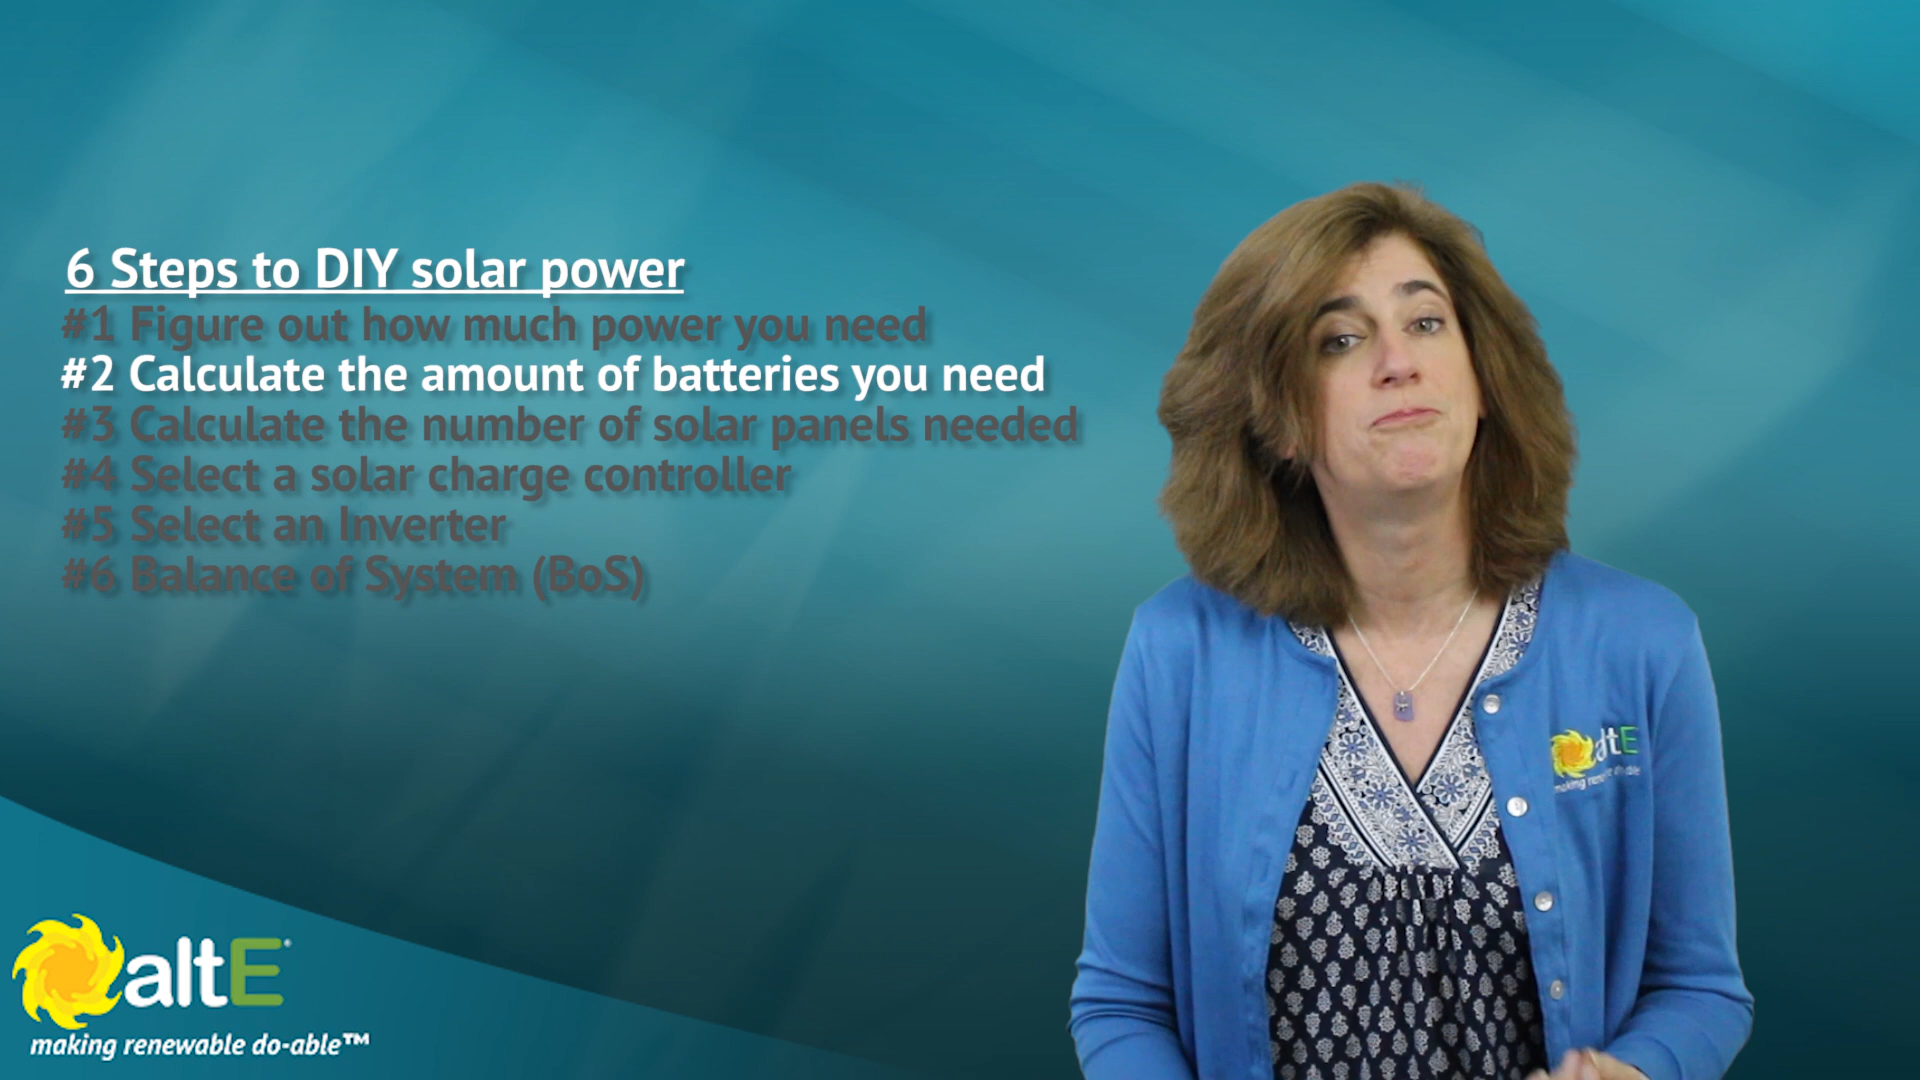 6 Steps to DIY solar power
#1 Figure out how much power you need
#2 Calculate the amount of batteries you need
#3 Calculate the number of solar panels needed
#4 Select a solar charge controller
#5 Select an Inverter
#6 Balance of System (BoS)
altE
making
altE®
making renewable do-able™